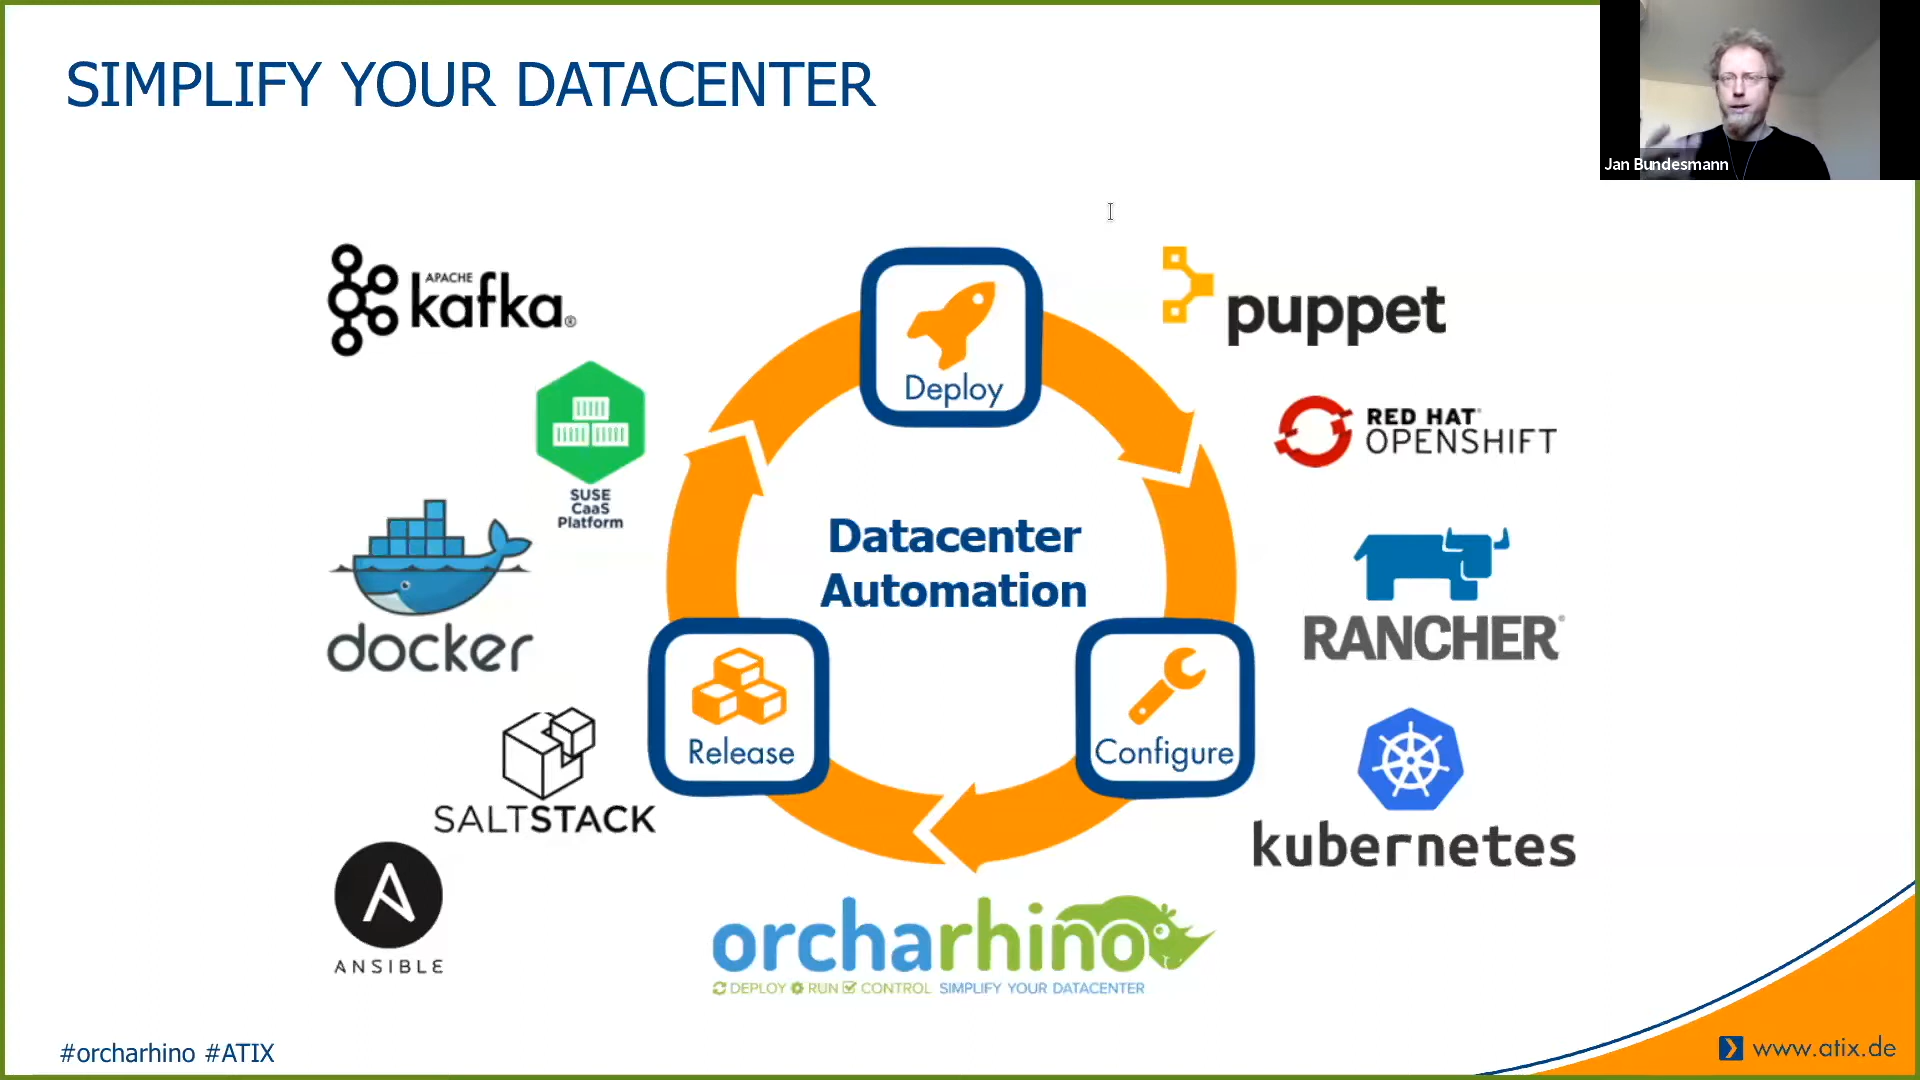 SIMPLIFY YOUR DATACENTER
Jan Bundesmann
APACHE
kafka®
Deploy
puppet
SUSE
CaaS
Platform
RED HAT®
OPENSHIFT
docker
Datacenter
Automation
RANCHER®
Release
Configure
SALTSTACK
kubernetes
ANSIBLE
orcharhino
DEPLOY RUN CONTROL SIMPLIFY YOUR DATACENTER
#orcharhino #ATIX
www.atix.de